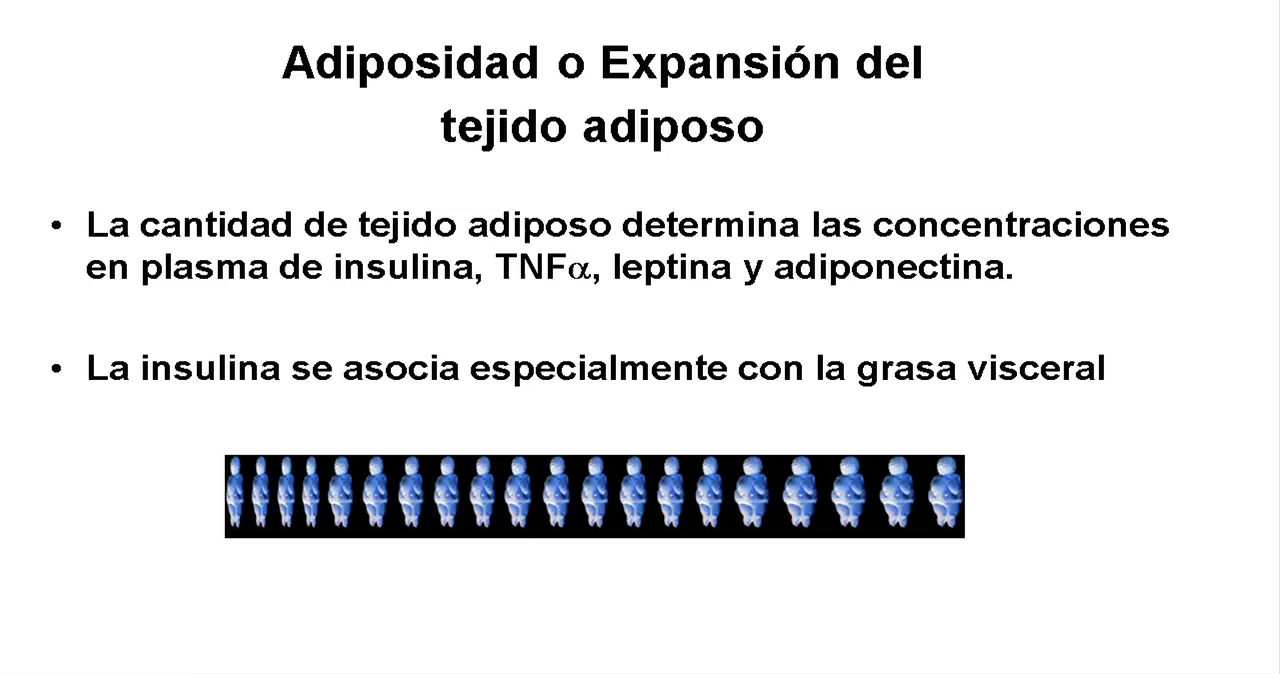 Adiposidad o Expansión del
tejido adiposo
• La cantidad de tejido adiposo determina las concentraciones
en plasma de insulina, TNFα, leptina y adiponectina.
• La insulina se asocia especialmente con la grasa visceral